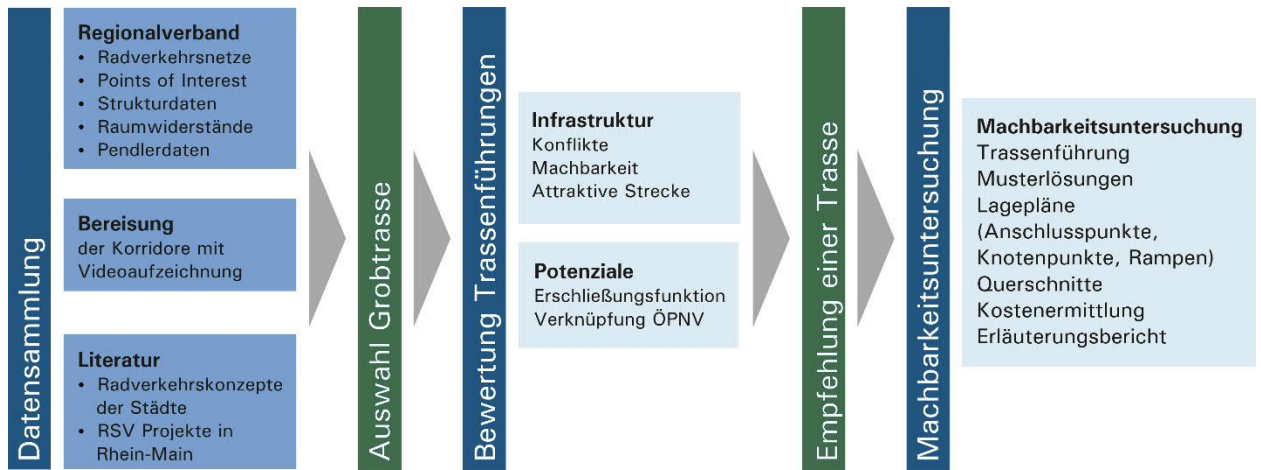 Datensammlung
Regionalverband
• Radverkehrsnetze
• Points of Interest
• Strukturdaten
• Raumwiderstände
• Pendlerdaten
Bereisung
der Korridore mit
Videoaufzeichnung
Literatur
• Radverkehrskonzepte
der Städte
• RSV Projekte in
Rhein-Main
Auswahl Grobtrasse
Bewertung Trassenführungen
Infrastruktur
Konflikte
Machbarkeit
Attraktive Strecke
Potenziale
Erschließungsfunktion
Verknüpfung ÖPNV
Empfehlung einer Trasse
Machbarkeitsuntersuchung
Machbarkeitsuntersuchung
Trassenführung
Musterlösungen
Lagepläne
(Anschlusspunkte,
Knotenpunkte, Rampen)
Querschnitte
Kostenermittlung
Erläuterungsbericht